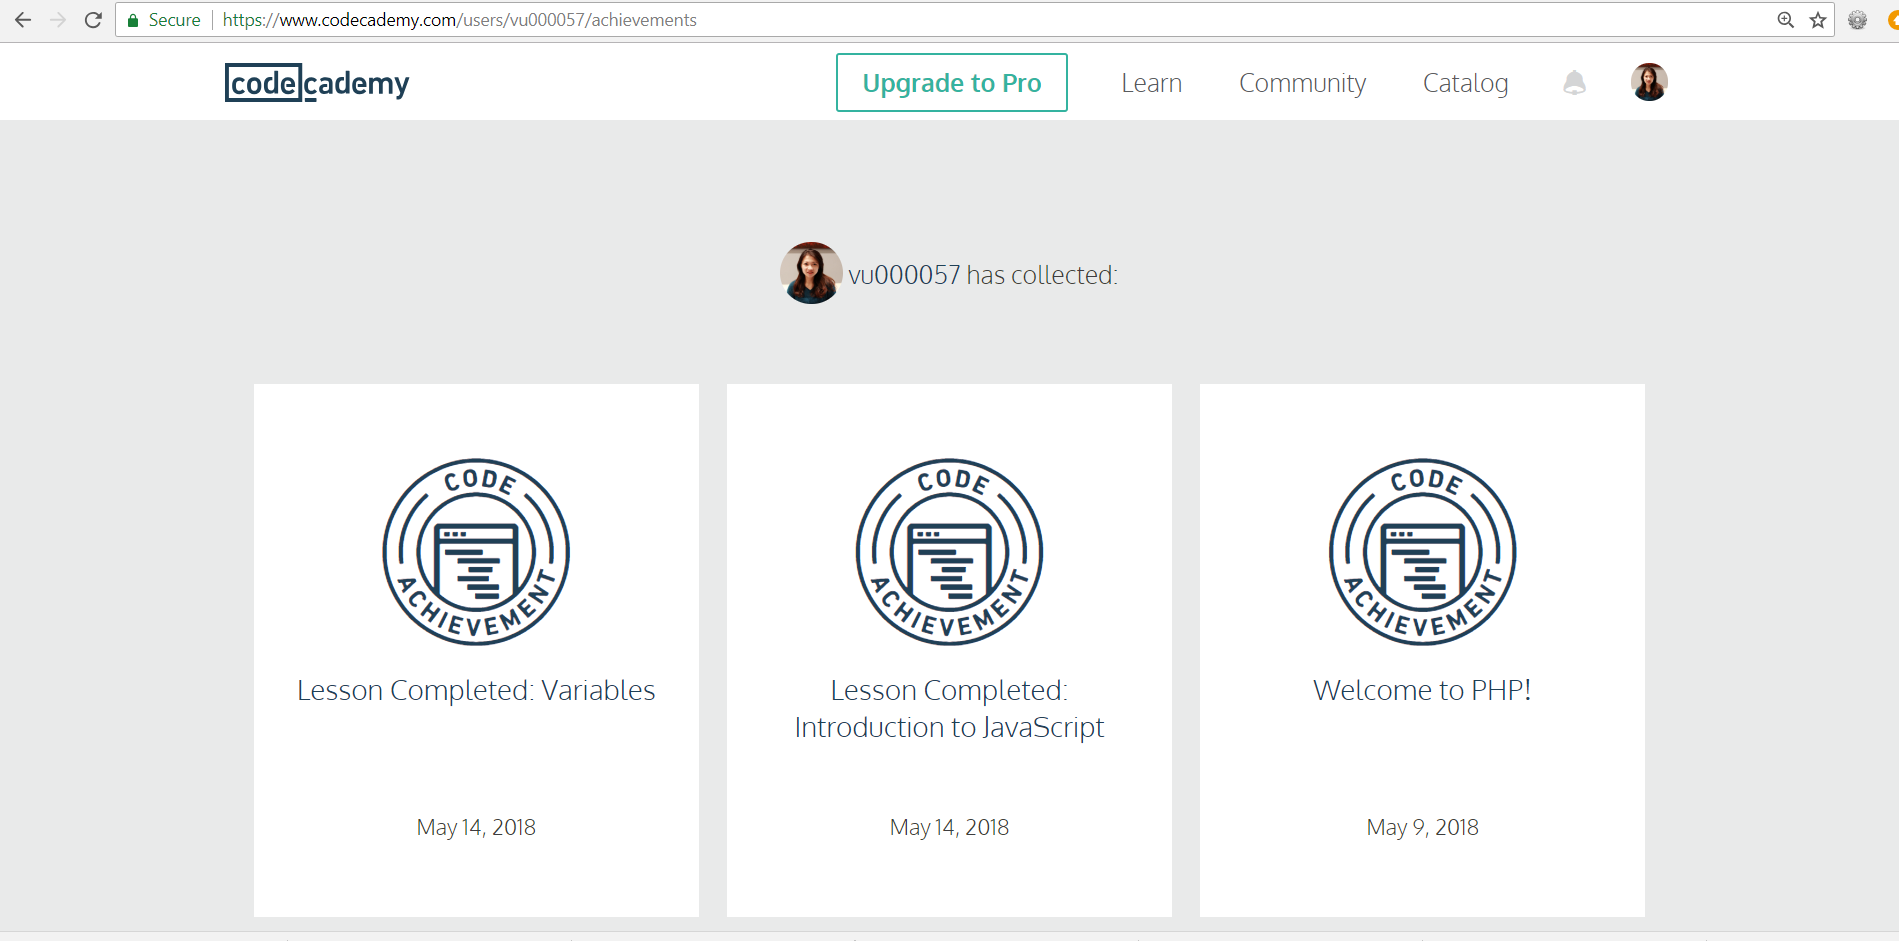 Secure https://www.codecademy.com/users/vu000057/achievements
codecademy Upgrade to Pro Learn Community Catalog
vu000057 has collected:
CODE ACHIEVEMENT
Lesson Completed: Variables
May 14, 2018
CODE ACHIEVEMENT
Lesson Completed:
Introduction to JavaScript
May 14, 2018
CODE ACHIEVEMENT
Welcome to PHP!
May 9, 2018